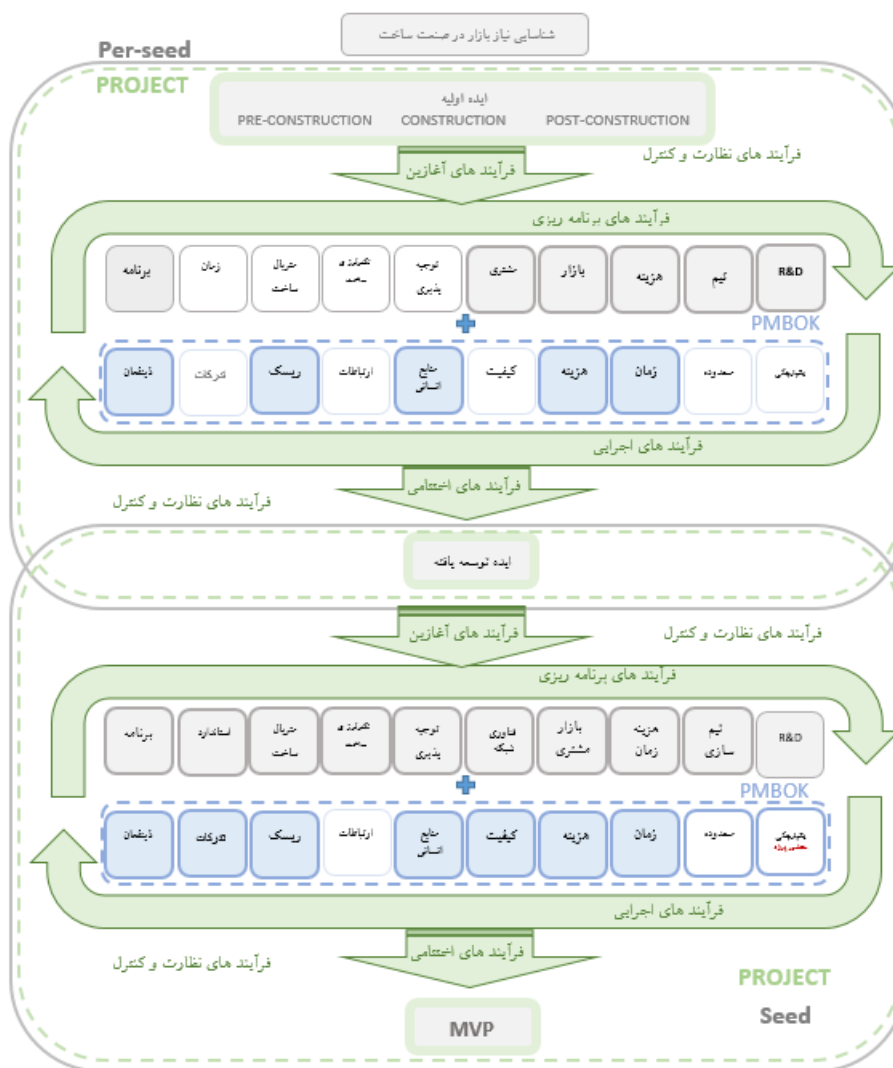 شناسایی نیاز بازار در صنعت ساخت
Per-seed
PROJECT
ایده اولیه
PRE-CONSTRUCTION CONSTRUCTION POST-CONSTRUCTION
فرآیند های نظارت و کنترل
فرآیند های آغازین
فرآیند های برنامه ریزی
R&D
تیم
هزینه
بازار
مشتری
توجیه
پذیری
متریال
ساخت
زمان
برنامه
PMBOK
محدوده
زمان
هزینه
کیفیت
منابع
انسانی
ارتباطات
ریسک
تدرکات
ذینفعان
فرآیند های اجرایی
فرآیند های اختتامی
فرآیند های نظارت و کنترل
ایده توسعه یافته
فرآیند های آغازین
فرآیند های نظارت و کنترل
فرآیند های برنامه ریزی
R&D
تیم
سازی
هزینه
زمان
بازار
مشتری
فناوری
شبکه
توجیه
پذیری
متریال
ساخت
استاندارد
برنامه
PMBOK
محدوده
زمان
هزینه
کیفیت
منابع
انسانی
ارتباطات
ریسک
تدرکات
ذینفعان
فرآیند های اجرایی
فرآیند های اختتامی
فرآیند های نظارت و کنترل
PROJECT
Seed
MVP